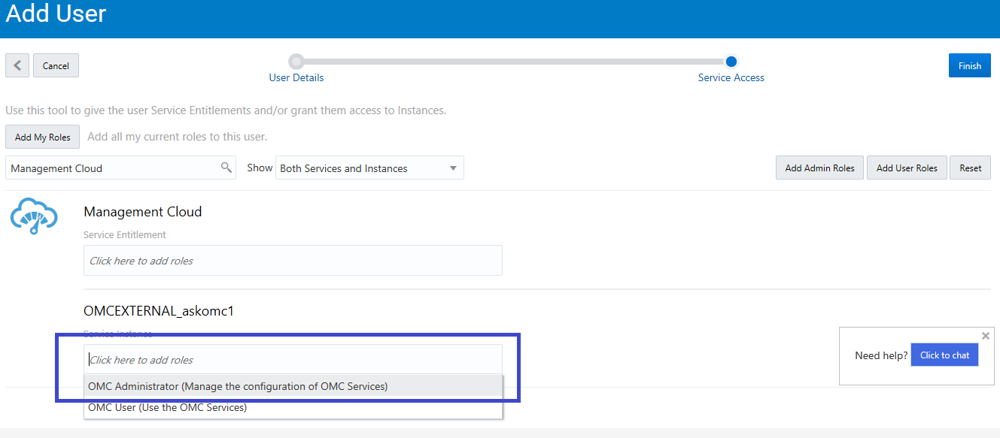 Add User
Cancel
User Details
Service Access
Finish
Use this tool to give the user Service Entitlements and/or grant them access to Instances.
Add My Roles Add all my current roles to this user.
Management Cloud Show Both Services and Instances Add Admin Roles Add User Roles Reset
Management Cloud
Service Entitlement
Click here to add roles
OMCEXTERNAL_askomc1
Service Instance
Click here to add roles
Need help? Click to chat
OMC Administrator (Manage the configuration of OMC Services)
OMC User (Use the OMC Services)